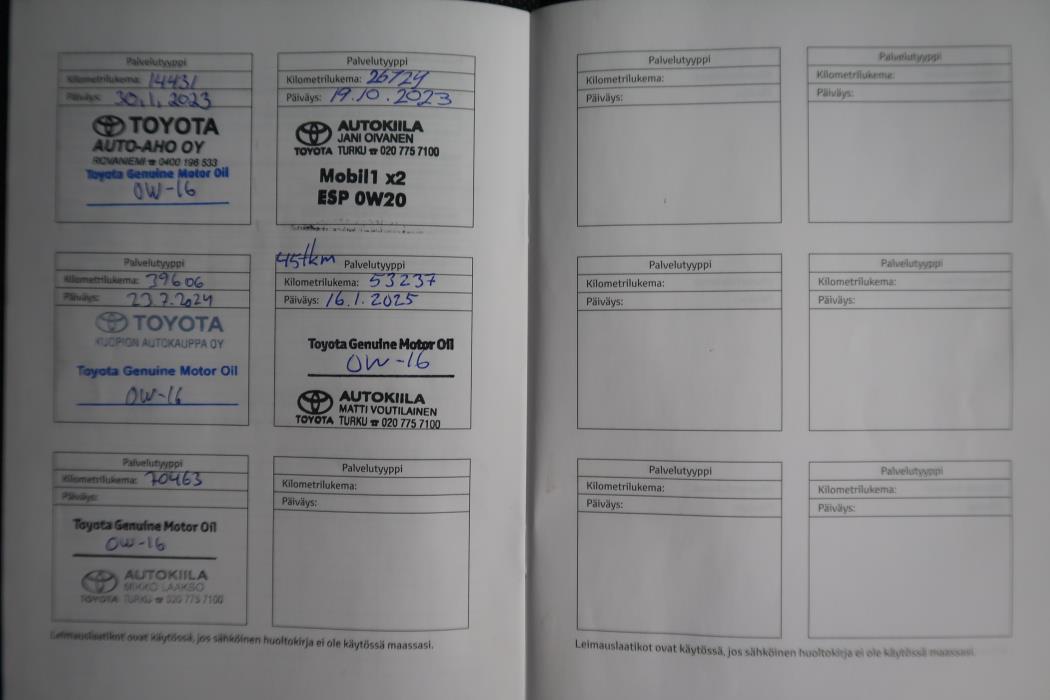 Palvelutyyppi
Kilometrilukema: 14431
Päiväys: 30.1.2023
TOYOTA
AUTO-AHO OY
ROVANIEMI ☎ 0400 196 533
Toyota Genuine Motor Oil
0W-16
Palvelutyyppi
Kilometrilukema: 26724
Päiväys: 19.10.2023
AUTOKIILA
JANI OIVANEN
TOYOTA TURKU ☎ 020 775 7100
Mobil1 x2
ESP 0W20
Palvelutyyppi
Kilometrilukema: 39606
Päiväys: 23.7.2024
TOYOTA
KUOPION AUTOKAUPPA OY
Toyota Genuine Motor Oil
0W-16
45tkm
Palvelutyyppi
Kilometrilukema: 53237
Päiväys: 16.1.2025
Toyota Genuine Motor Oil
0W-16
AUTOKIILA
MATTI VOUTILAINEN
TOYOTA TURKU ☎ 020 775 7100
Palvelutyyppi
Kilometrilukema: 70463
Päiväys:
Toyota Genuine Motor Oil
0W-16
AUTOKIILA
MIKKO LAAKSO
TOYOTA TURKU ☎ 020 775 7100
Palvelutyyppi
Kilometrilukema:
Päiväys:
Leimauslaatikot ovat käytössä, jos sähköinen huoltokirja ei ole käytössä maassasi.
Palvelutyyppi
Kilometrilukema:
Päiväys:
Palvelutyyppi
Kilometrilukema:
Päiväys:
Palvelutyyppi
Kilometrilukema:
Päiväys:
Palvelutyyppi
Kilometrilukema:
Päiväys:
Palvelutyyppi
Kilometrilukema:
Päiväys:
Palvelutyyppi
Kilometrilukema:
Päiväys:
Leimauslaatikot ovat käytössä, jos sähköinen huoltokirja ei ole käytössä maassasi.